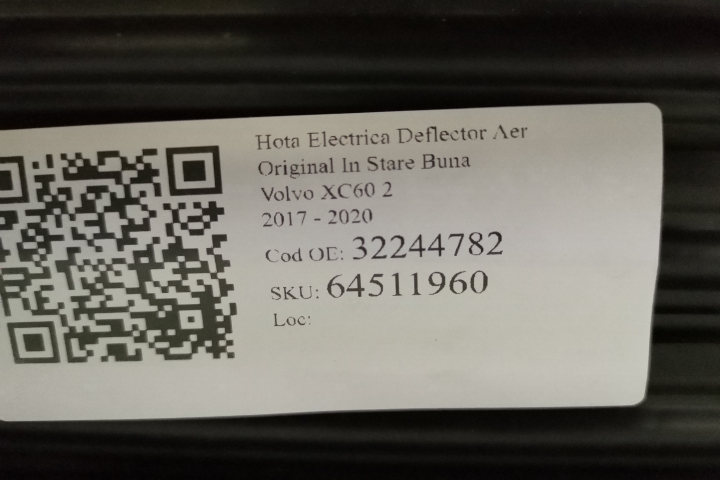 Hota Electrica Deflector Aer
Original In Stare Buna
Volvo XC60 2
2017 - 2020
Cod OE: 32244782
SKU: 64511960
Loc: